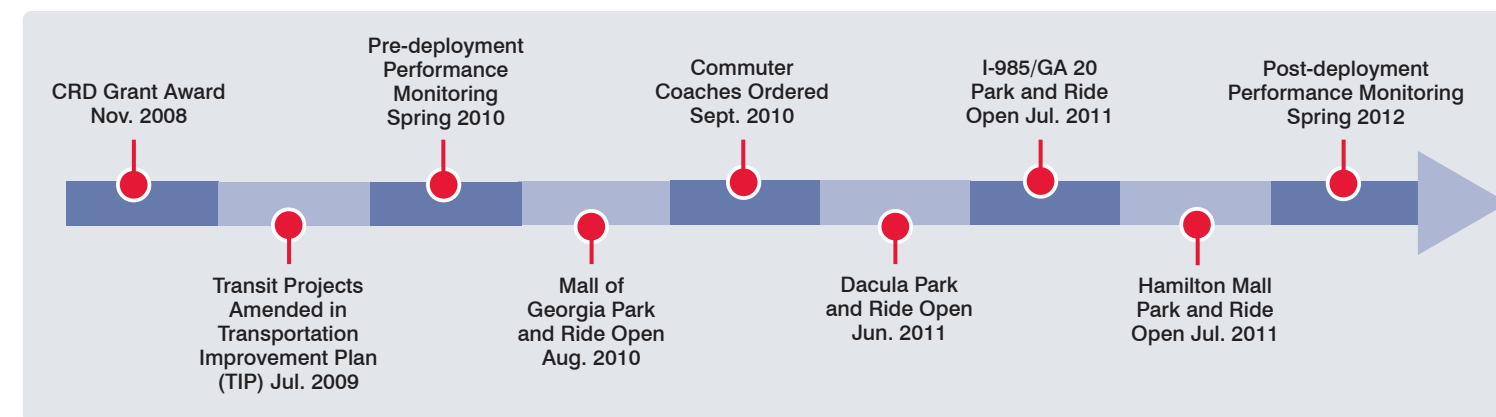 CRD Grant Award
Nov. 2008
Transit Projects
Amended in
Transportation
Improvement Plan
(TIP) Jul. 2009
Pre-deployment
Performance
Monitoring
Spring 2010
Mall of
Georgia Park
and Ride Open
Aug. 2010
Commuter
Coaches Ordered
Sept. 2010
Dacula Park
and Ride Open
Jun. 2011
I-985/GA 20
Park and Ride
Open Jul. 2011
Hamilton Mall
Park and Ride
Open Jul. 2011
Post-deployment
Performance Monitoring
Spring 2012